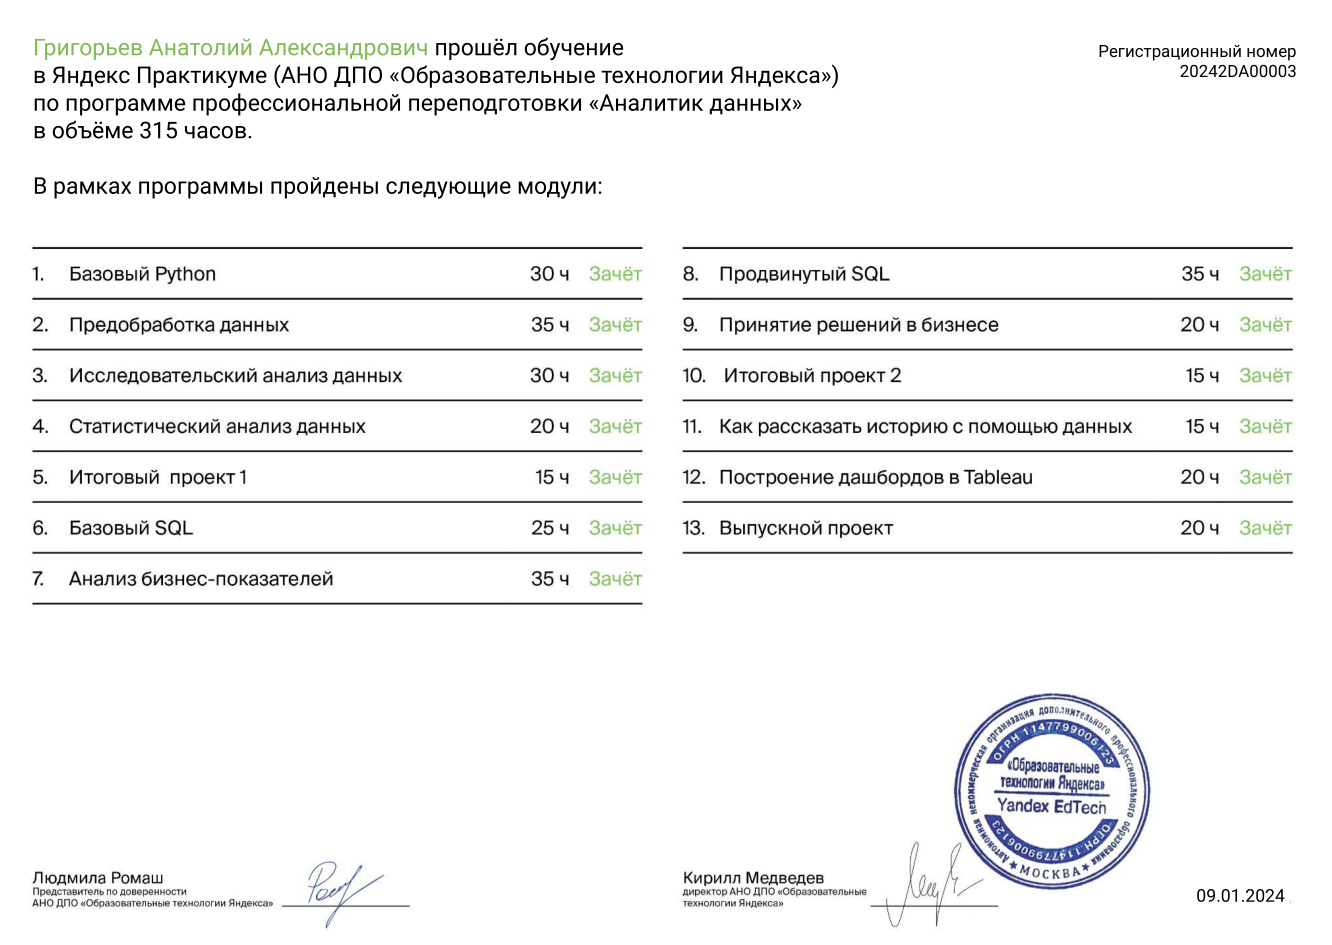 Григорьев Анатолий Александрович прошёл обучение
в Яндекс Практикуме (АНО ДПО «Образовательные технологии Яндекса»)
по программе профессиональной переподготовки «Аналитик данных»
в объёме 315 часов.
Регистрационный номер
20242DA00003
В рамках программы пройдены следующие модули:
1. Базовый Python 30 ч Зачёт
2. Предобработка данных 35 ч Зачёт
3. Исследовательский анализ данных 30 ч Зачёт
4. Статистический анализ данных 20 ч Зачёт
5. Итоговый проект 1 15 ч Зачёт
6. Базовый SQL 25 ч Зачёт
7. Анализ бизнес-показателей 35 ч Зачёт
8. Продвинутый SQL 35 ч Зачёт
9. Принятие решений в бизнесе 20 ч Зачёт
10. Итоговый проект 2 15 ч Зачёт
11. Как рассказать историю с помощью данных 15 ч Зачёт
12. Построение дашбордов в Tableau 20 ч Зачёт
13. Выпускной проект 20 ч Зачёт
Автономная некоммерческая организация дополнительного профессионального образования
ОГРН 1147799006123
«Образовательные
технологии Яндекса»
Yandex EdTech
ОГРН 1147799006123
★ МОСКВА ★
Людмила Ромаш
Представитель по доверенности
АНО ДПО «Образовательные технологии Яндекса»
Кирилл Медведев
директор АНО ДПО «Образовательные
технологии Яндекса»
09.01.2024